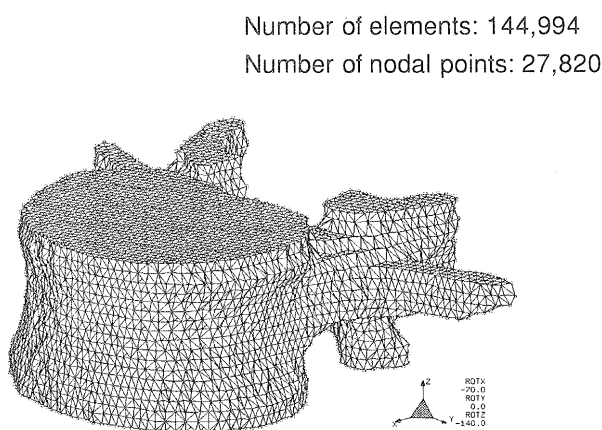 Number of elements: 144,994
Number of nodal points: 27,820
Z
X
Y
ROTX
-70.0
ROTY
0.0
ROTZ
-140.0